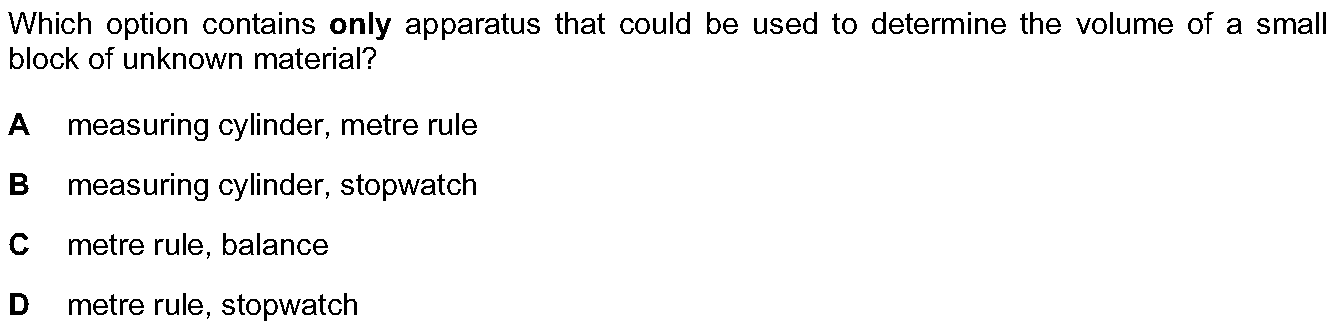 Which option contains only apparatus that could be used to determine the volume of a small
block of unknown material?
A measuring cylinder, metre rule
B measuring cylinder, stopwatch
C metre rule, balance
D metre rule, stopwatch